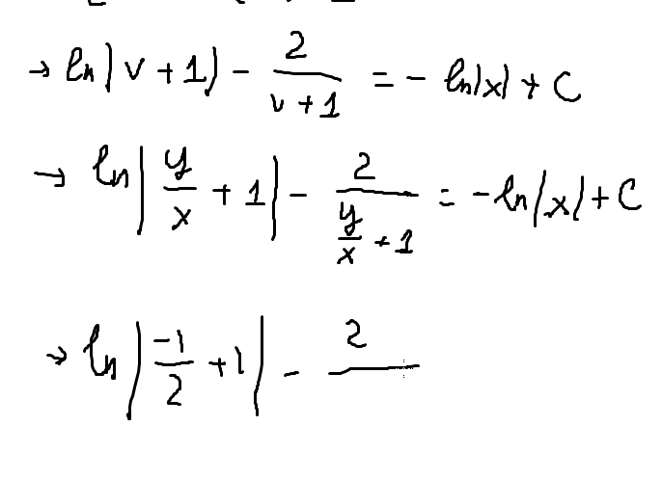 → ln|v + 1| - 2/(v + 1) = - ln|x| + C
→ ln|y/x + 1| - 2/(y/x + 1) = - ln|x| + C
→ ln|-1/2 + 1| - 2/